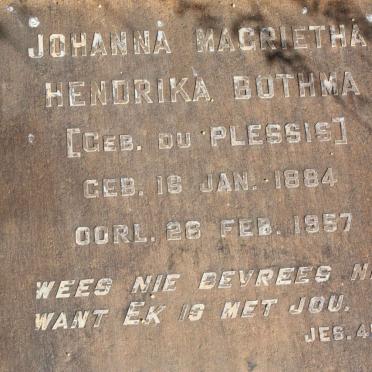 JOHANNA MAGRIETHA
HENDRIKA BOTHMA
[GEB. DU PLESSIS]
GEB. 16 JAN. 1884
OORL. 26 FEB. 1957
WEES NIE BEVREES
WANT EK IS MET JOU.
JES.